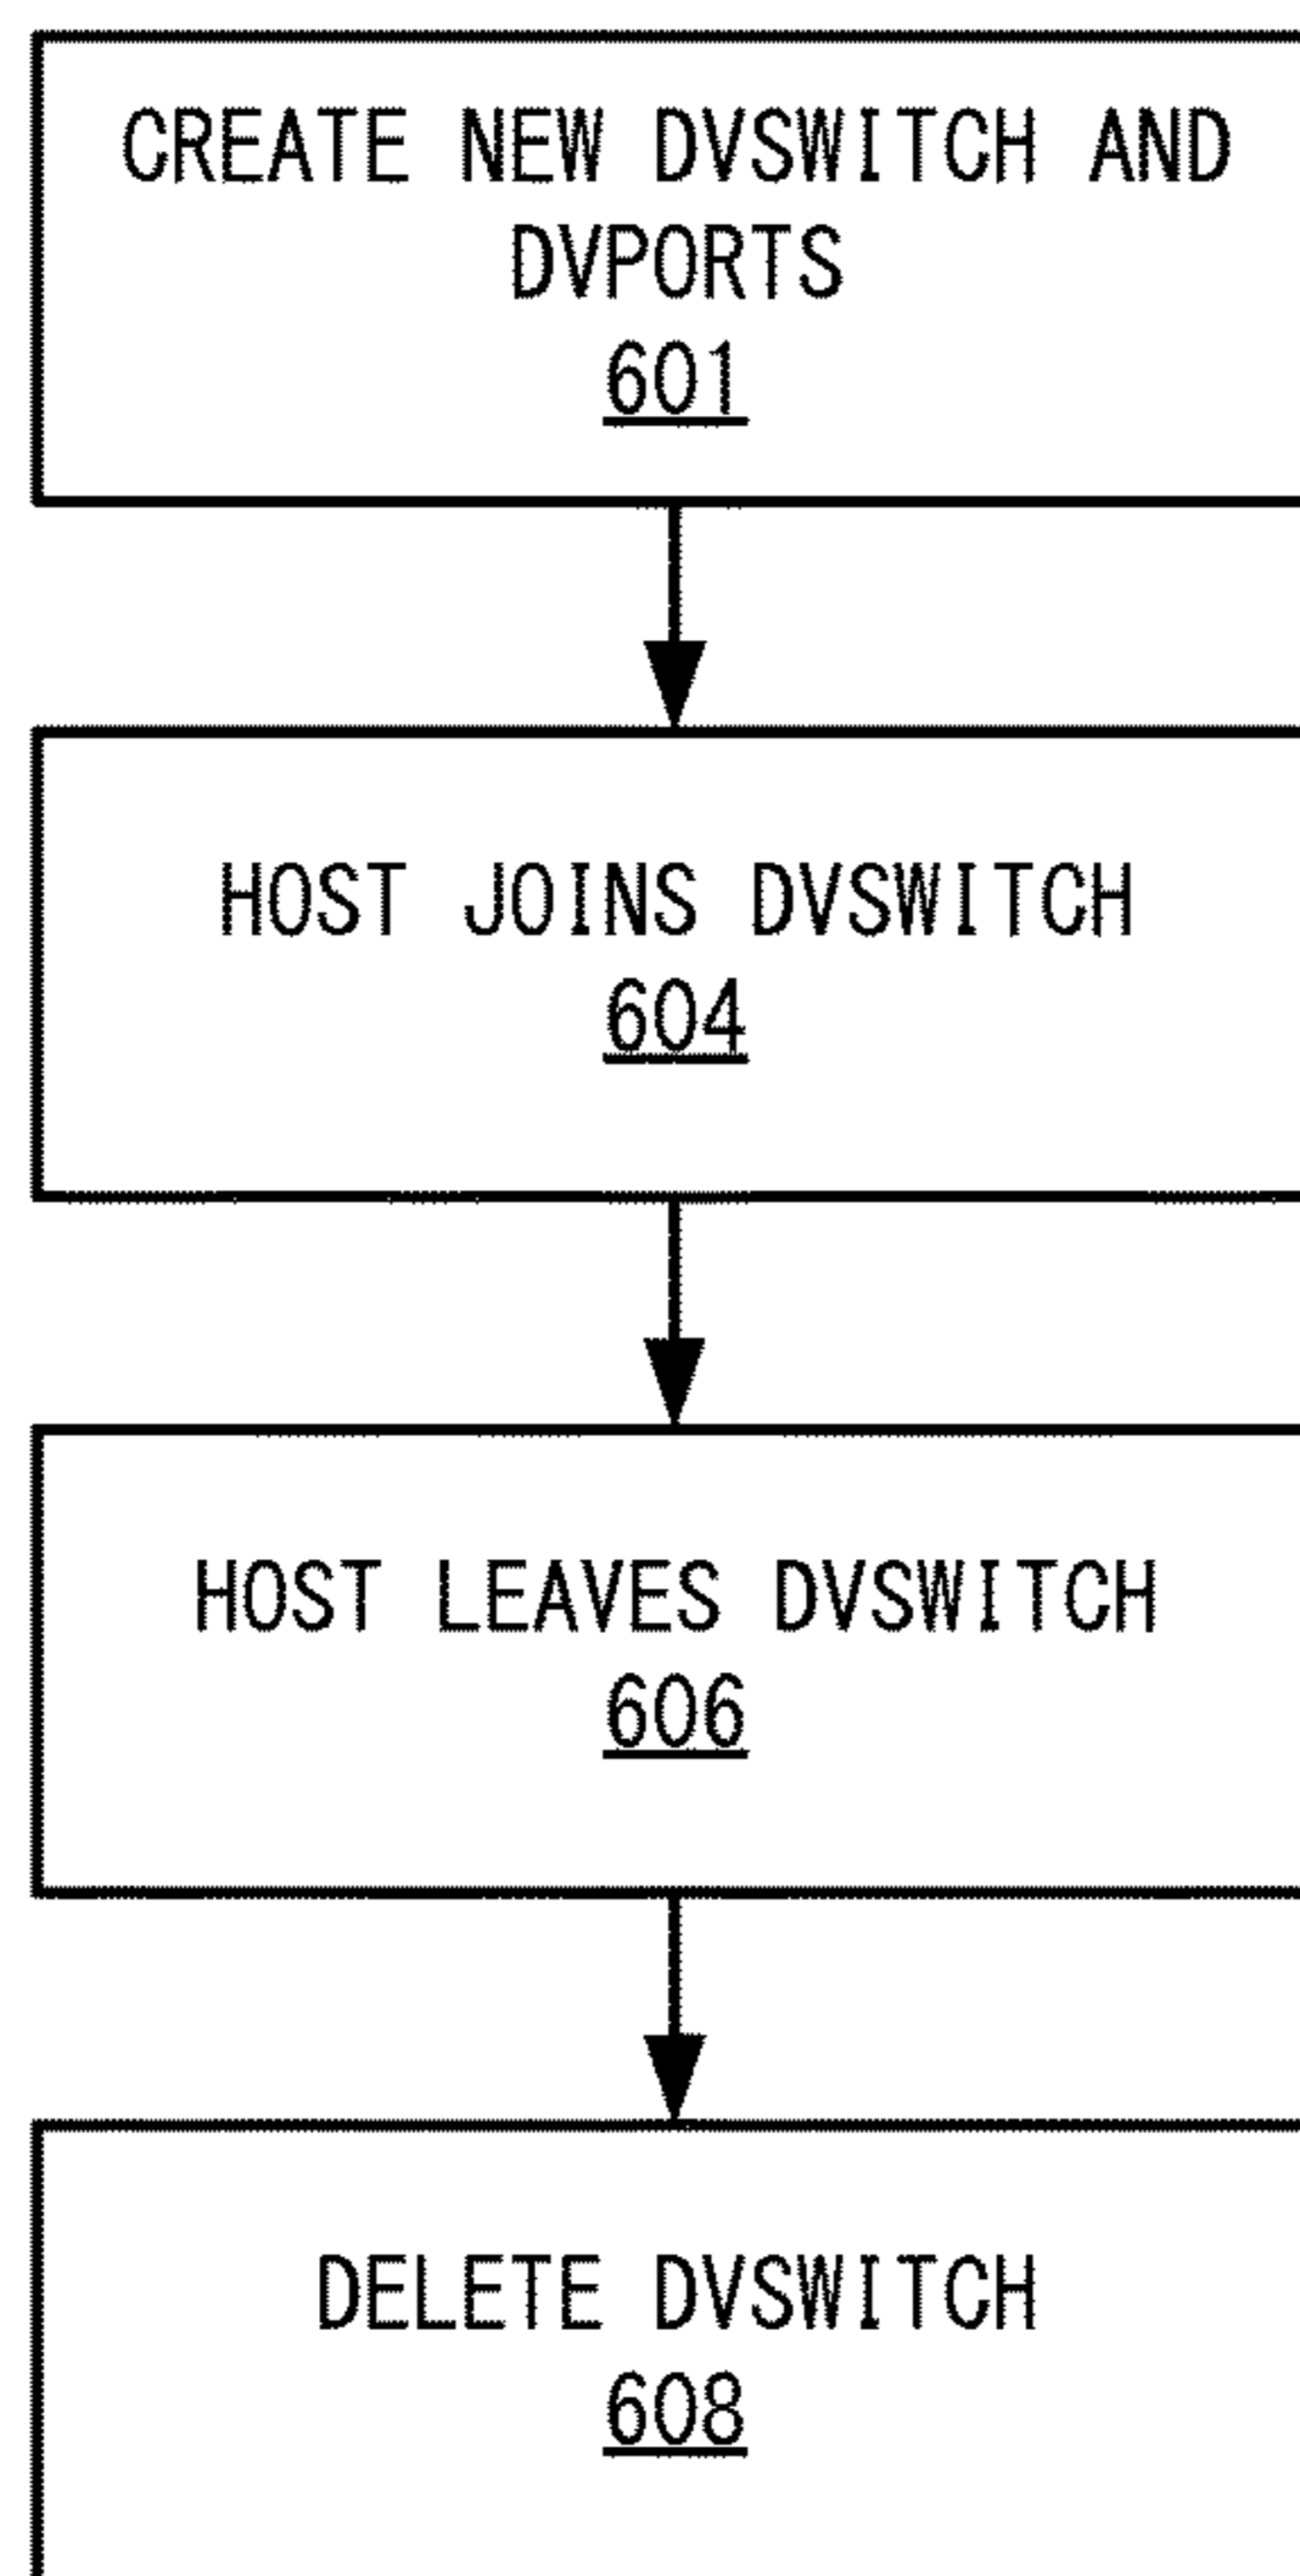 CREATE NEW DVSWITCH AND
DVPORTS
601
HOST JOINS DVSWITCH
604
HOST LEAVES DVSWITCH
606
DELETE DVSWITCH
608